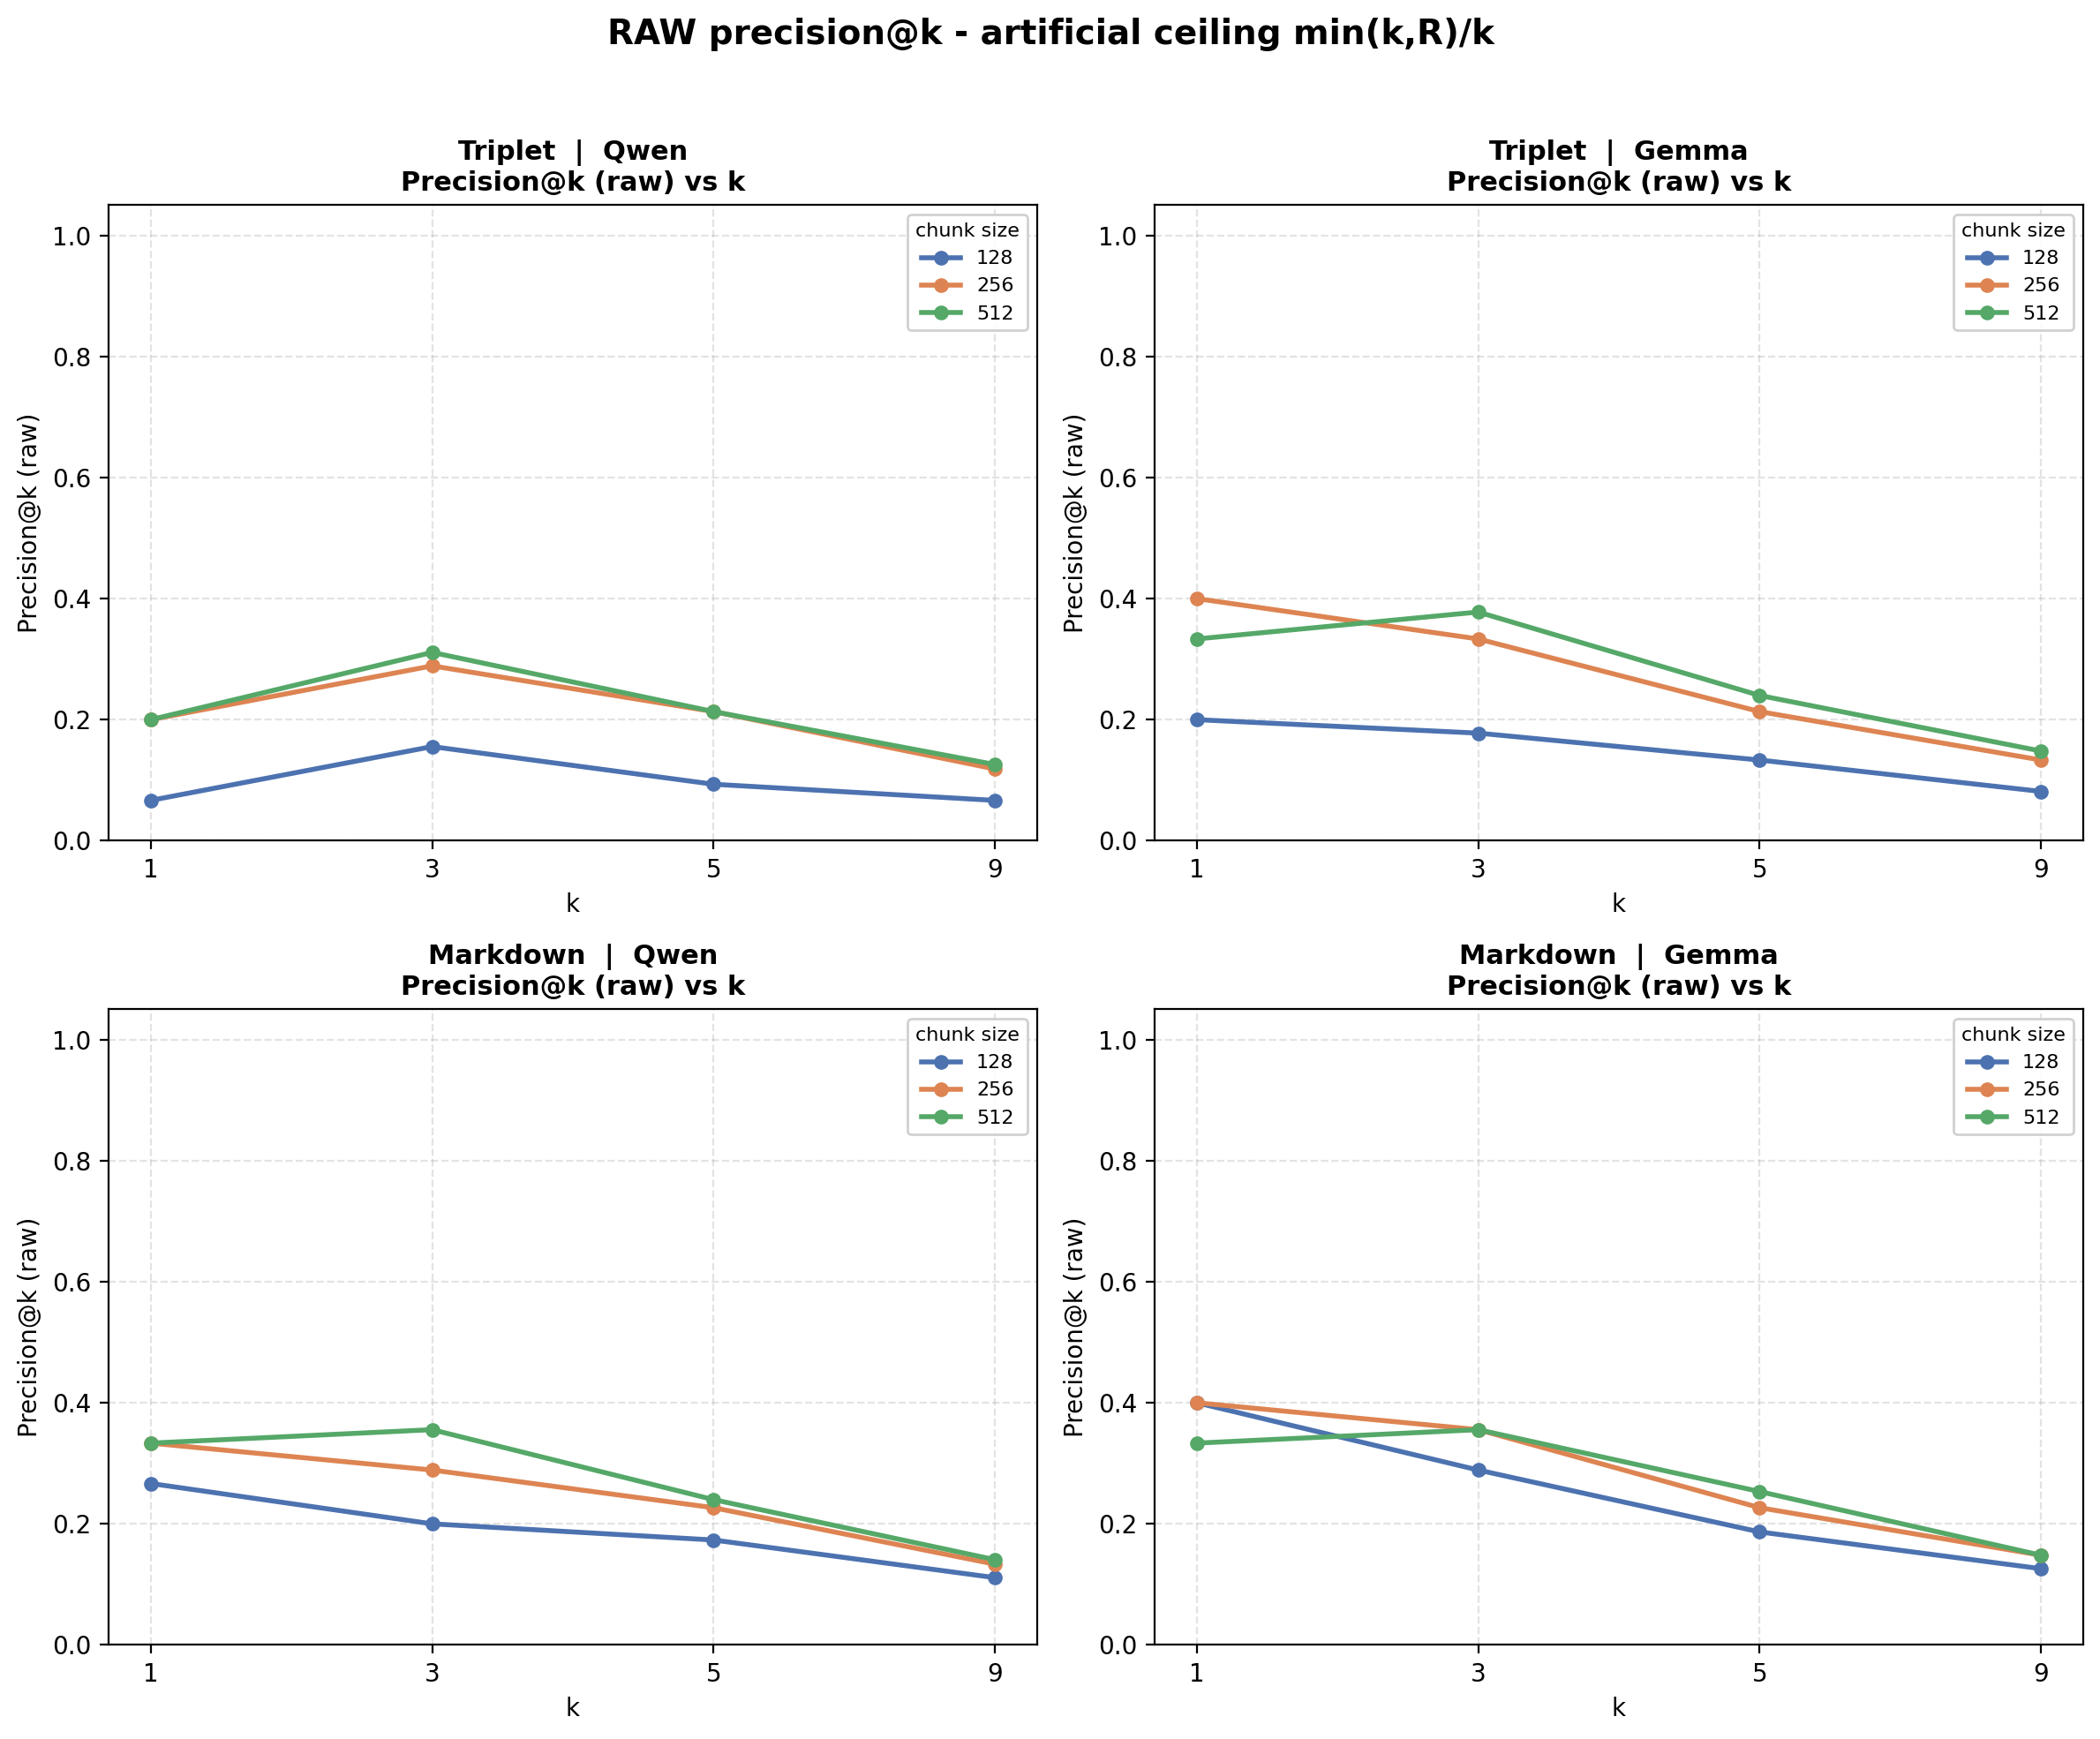 RAW precision@k - artificial ceiling min(k,R)/k
Triplet | Qwen
Precision@k (raw) vs k
Precision@k (raw)
1.0
0.8
0.6
0.4
0.2
0.0
1 3 5 9
k
chunk size
128
256
512
Triplet | Gemma
Precision@k (raw) vs k
Precision@k (raw)
1.0
0.8
0.6
0.4
0.2
0.0
1 3 5 9
k
chunk size
128
256
512
Markdown | Qwen
Precision@k (raw) vs k
Precision@k (raw)
1.0
0.8
0.6
0.4
0.2
0.0
1 3 5 9
k
chunk size
128
256
512
Markdown | Gemma
Precision@k (raw) vs k
Precision@k (raw)
1.0
0.8
0.6
0.4
0.2
0.0
1 3 5 9
k
chunk size
128
256
512